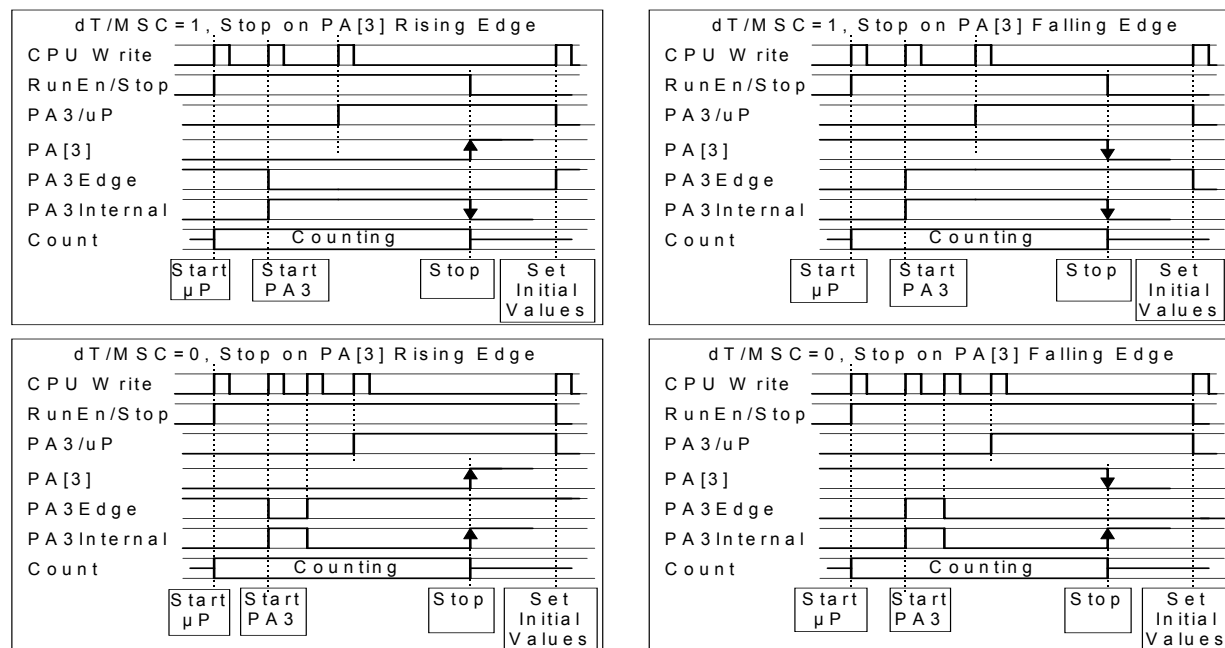 dT/MSC=1, Stop on PA[3] Rising Edge
CPU Write
RunEn/Stop
PA3/uP
PA[3]
PA3Edge
PA3Internal
Count
Counting
Start
µP
Start
PA3
Stop
Set
Initial
Values
dT/MSC=1, Stop on PA[3] Falling Edge
CPU Write
RunEn/Stop
PA3/uP
PA[3]
PA3Edge
PA3Internal
Count
Counting
Start
µP
Start
PA3
Stop
Set
Initial
Values
dT/MSC=0, Stop on PA[3] Rising Edge
CPU Write
RunEn/Stop
PA3/uP
PA[3]
PA3Edge
PA3Internal
Count
Counting
Start
µP
Start
PA3
Stop
Set
Initial
Values
dT/MSC=0, Stop on PA[3] Falling Edge
CPU Write
RunEn/Stop
PA3/uP
PA[3]
PA3Edge
PA3Internal
Count
Counting
Start
µP
Start
PA3
Stop
Set
Initial
Values